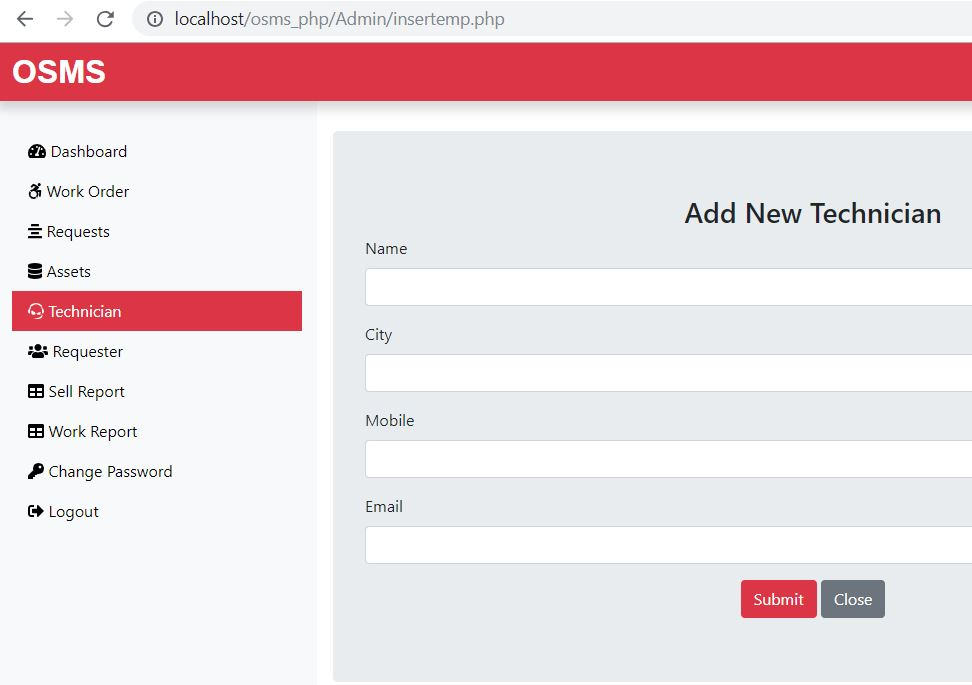 localhost/osms_php/Admin/insertemp.php
OSMS
Dashboard
Work Order
Requests
Assets
Technician
Requester
Sell Report
Work Report
Change Password
Logout
Add New Technician
Name
City
Mobile
Email
Submit Close